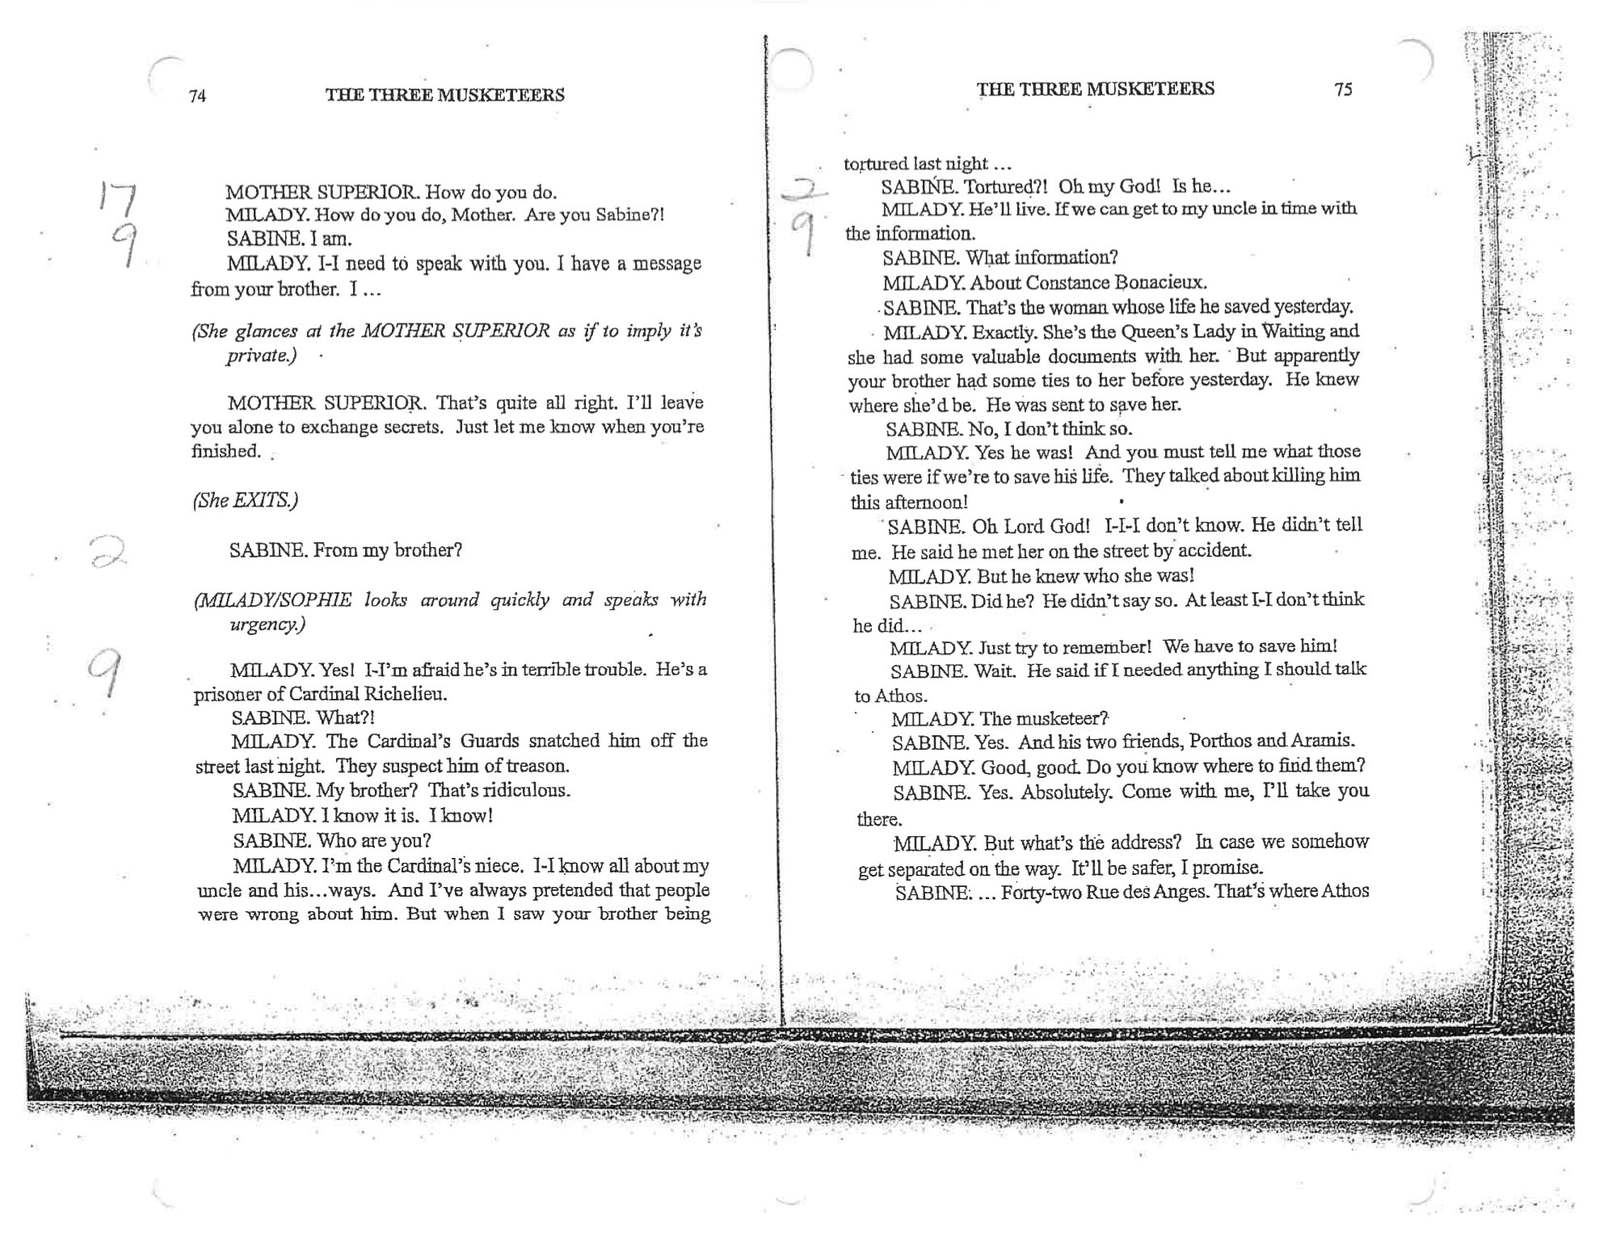 74 THE THREE MUSKETEERS
17
MOTHER SUPERIOR. How do you do.
MILADY. How do you do, Mother. Are you Sabine?!
9
SABINE. I am.
MILADY. I-I need to speak with you. I have a message
from your brother. I ...
(She glances at the MOTHER SUPERIOR as if to imply it's
private.)
MOTHER SUPERIOR. That's quite all right. I'll leave
you alone to exchange secrets. Just let me know when you're
finished.
(She EXITS.)
2
SABINE. From my brother?
(MILADY/SOPHIE looks around quickly and speaks with
urgency.)
9
MILADY. Yes! I-I'm afraid he's in terrible trouble. He's a
prisoner of Cardinal Richelieu.
SABINE. What?!
MILADY. The Cardinal's Guards snatched him off the
street last night. They suspect him of treason.
SABINE. My brother? That's ridiculous.
MILADY. I know it is. I know!
SABINE. Who are you?
MILADY. I'm the Cardinal's niece. I-I know all about my
uncle and his...ways. And I've always pretended that people
were wrong about him. But when I saw your brother being
THE THREE MUSKETEERS 75
tortured last night ...
2
SABINE. Tortured?! Oh my God! Is he...
9
MILADY. He'll live. If we can get to my uncle in time with
the information.
SABINE. What information?
MILADY. About Constance Bonacieux.
SABINE. That's the woman whose life he saved yesterday.
MILADY. Exactly. She's the Queen's Lady in Waiting and
she had some valuable documents with her. But apparently
your brother had some ties to her before yesterday. He knew
where she'd be. He was sent to save her.
SABINE. No, I don't think so.
MILADY. Yes he was! And you must tell me what those
ties were if we're to save his life. They talked about killing him
this afternoon!
SABINE. Oh Lord God! I-I-I don't know. He didn't tell
me. He said he met her on the street by accident.
MILADY. But he knew who she was!
SABINE. Did he? He didn't say so. At least I-I don't think
he did...
MILADY. Just try to remember! We have to save him!
SABINE. Wait. He said if I needed anything I should talk
to Athos.
MILADY. The musketeer?
SABINE. Yes. And his two friends, Porthos and Aramis.
MILADY. Good, good. Do you know where to find them?
SABINE. Yes. Absolutely. Come with me, I'll take you
there.
MILADY. But what's the address? In case we somehow
get separated on the way. It'll be safer, I promise.
SABINE. ... Forty-two Rue des Anges. That's where Athos